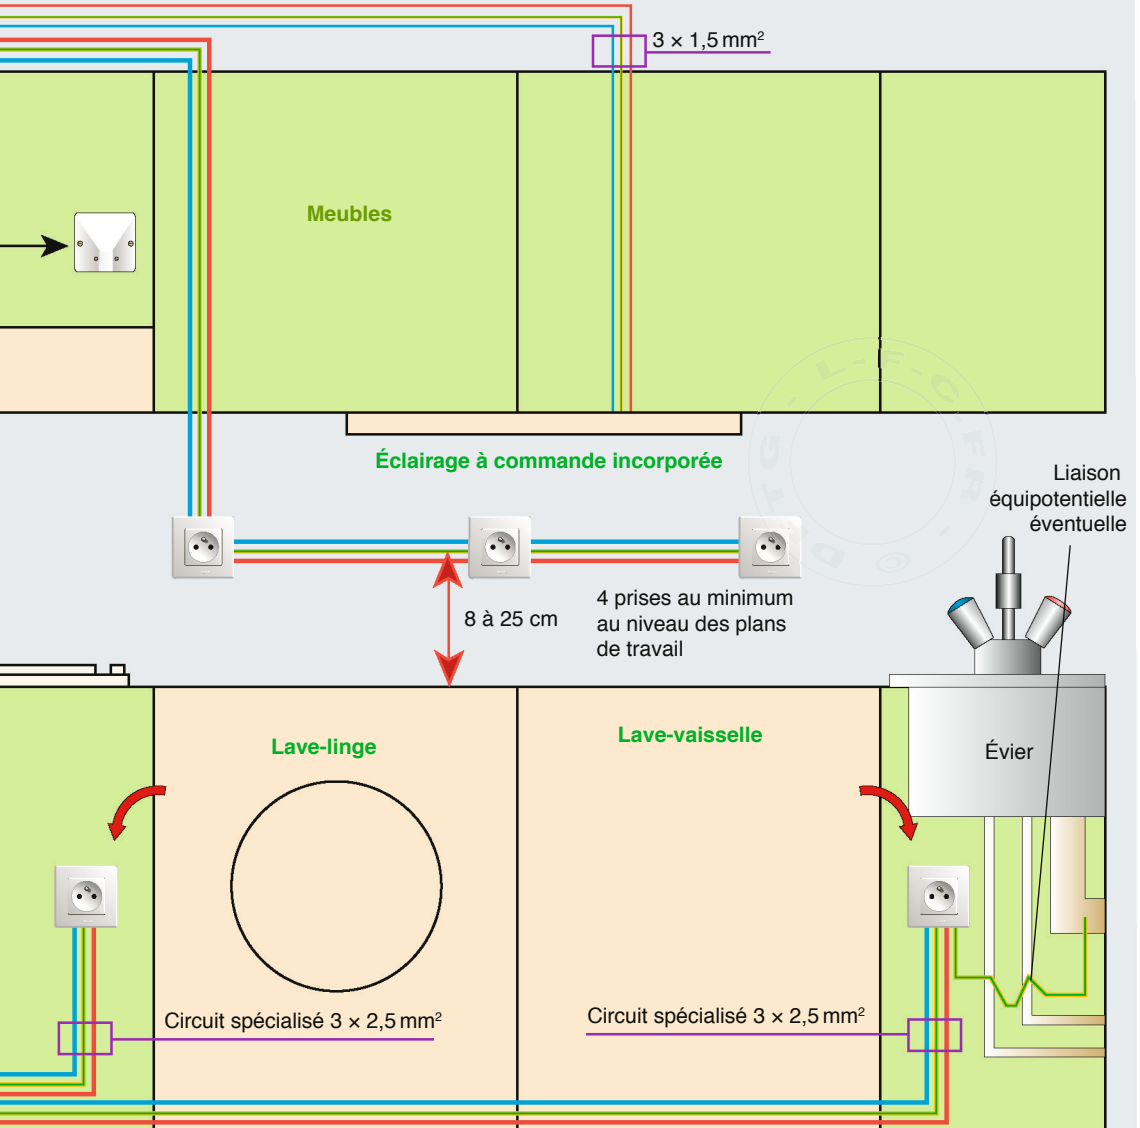 3 × 1,5 mm²
Meubles
L-F-C.FR - DTG -
Éclairage à commande incorporée
Liaison
équipotentielle
éventuelle
8 à 25 cm
4 prises au minimum
au niveau des plans
de travail
Lave-linge
Lave-vaisselle
Évier
Circuit spécialisé 3 × 2,5 mm²
Circuit spécialisé 3 × 2,5 mm²